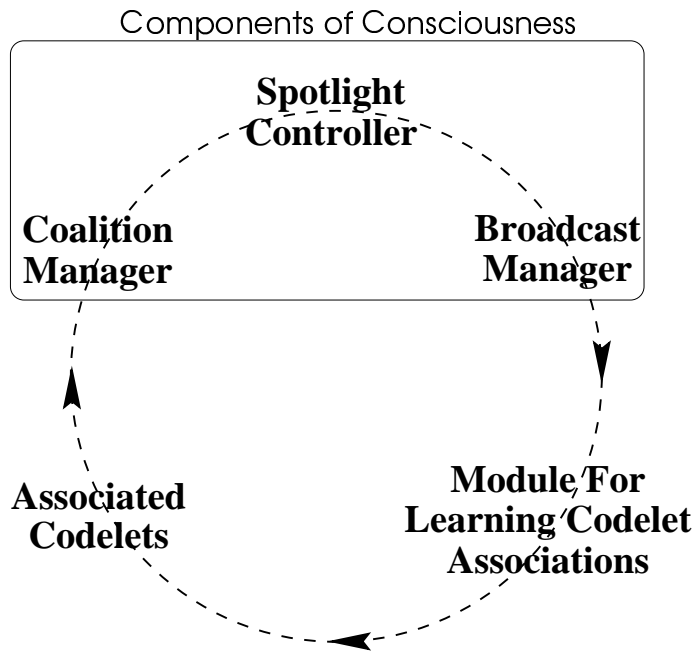 Components of Consciousness
Spotlight
Controller
Coalition
Manager
Broadcast
Manager
Module For
Learning Codelet
Associations
Associated
Codelets